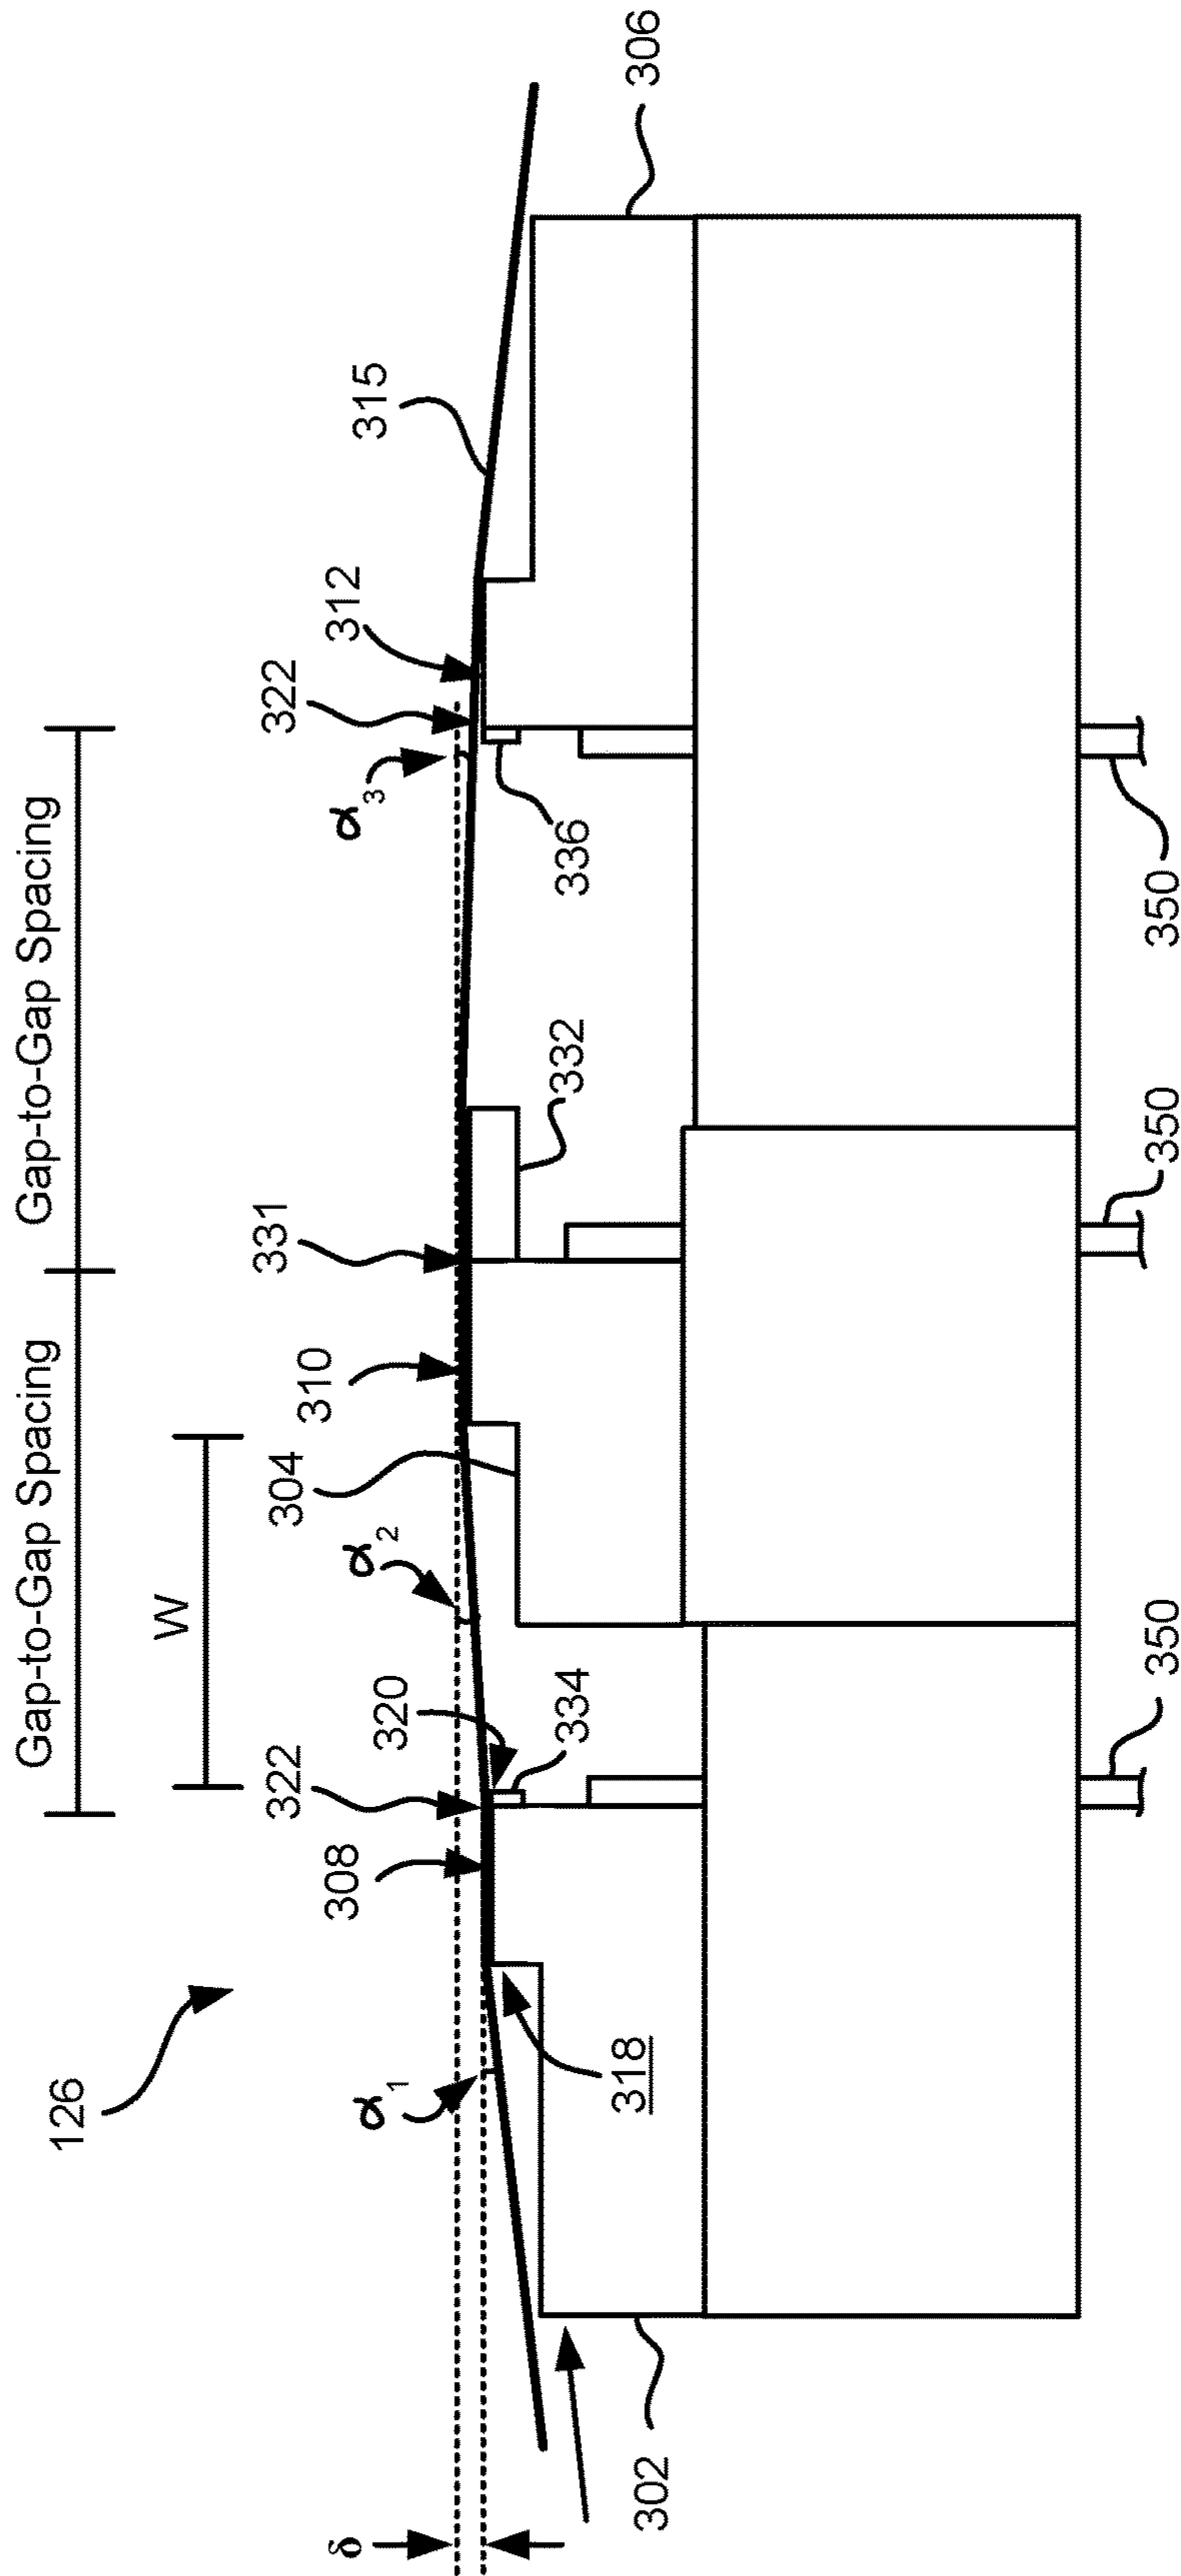 Gap-to-Gap Spacing
Gap-to-Gap Spacing
W
126
322
312
315
306
331
310
304
α2
α3
322
320
308
334
332
336
α1
318
δ
302
350
350
350